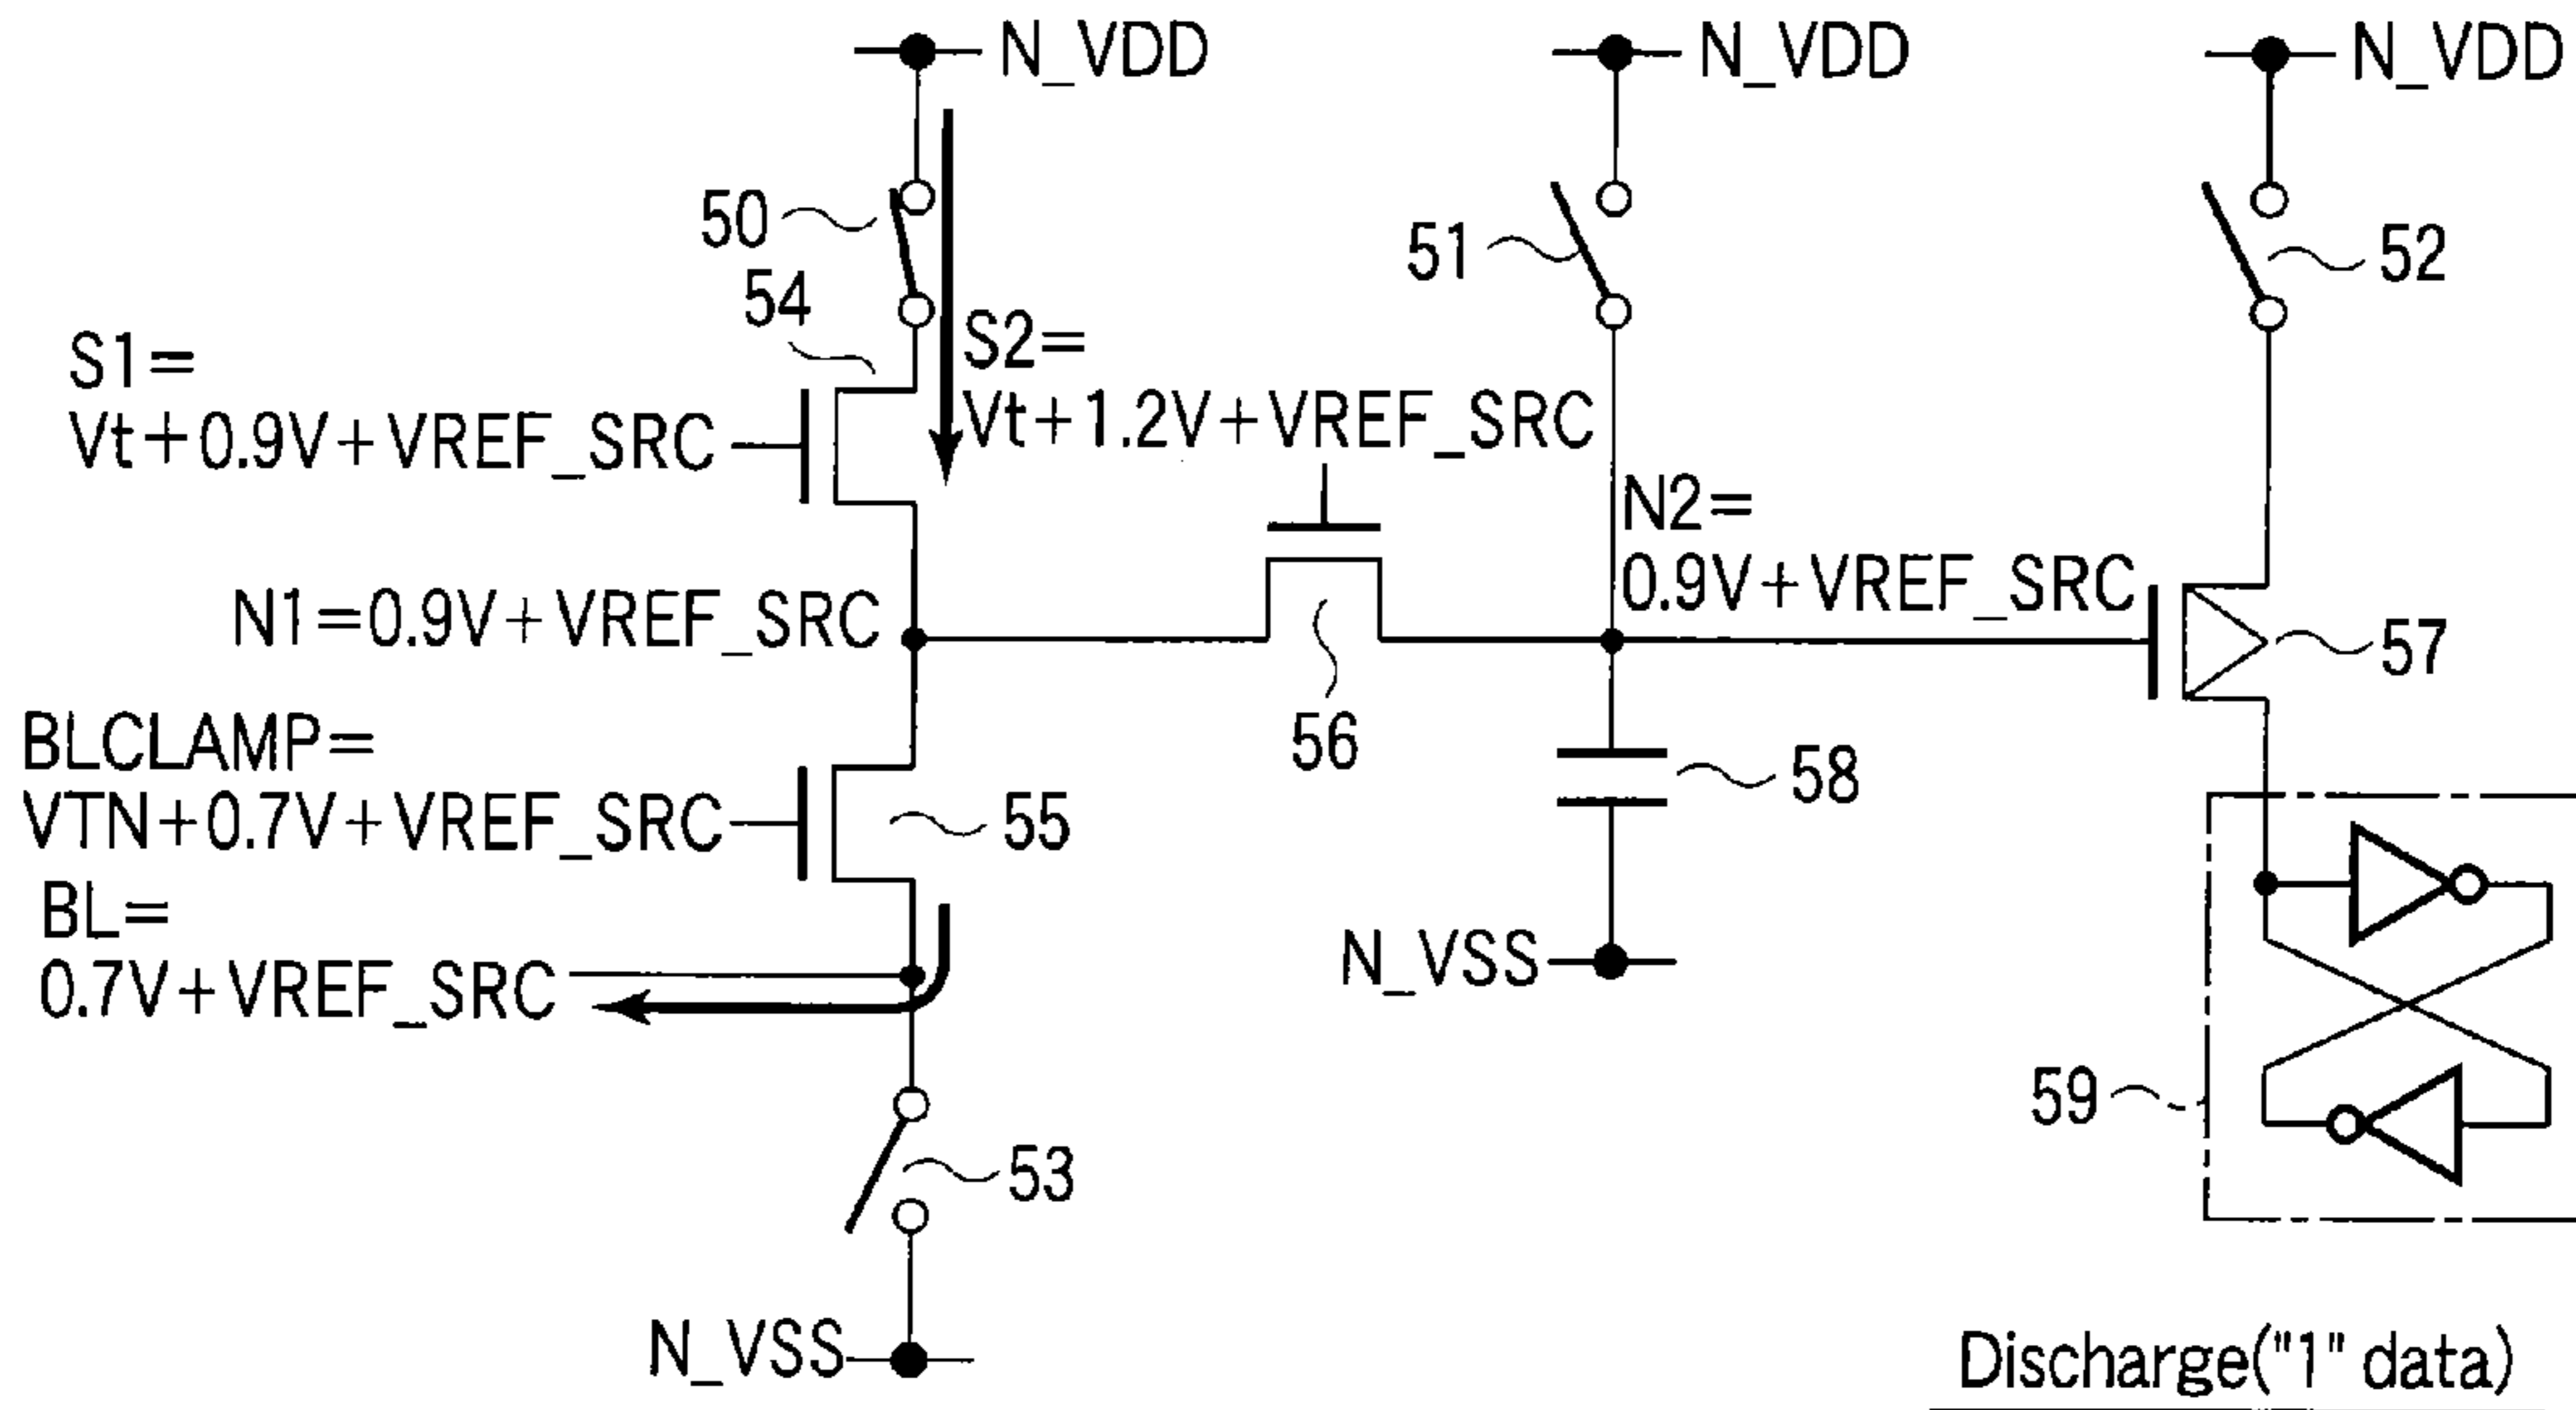 N_VDD
N_VDD
N_VDD
50
51
52
54
S1=
Vt+0.9V+VREF_SRC
S2=
Vt+1.2V+VREF_SRC
N2=
0.9V+VREF_SRC
N1=0.9V+VREF_SRC
57
56
58
BLCLAMP=
VTN+0.7V+VREF_SRC
55
BL=
0.7V+VREF_SRC
N_VSS
59
53
N_VSS
Discharge("1" data)